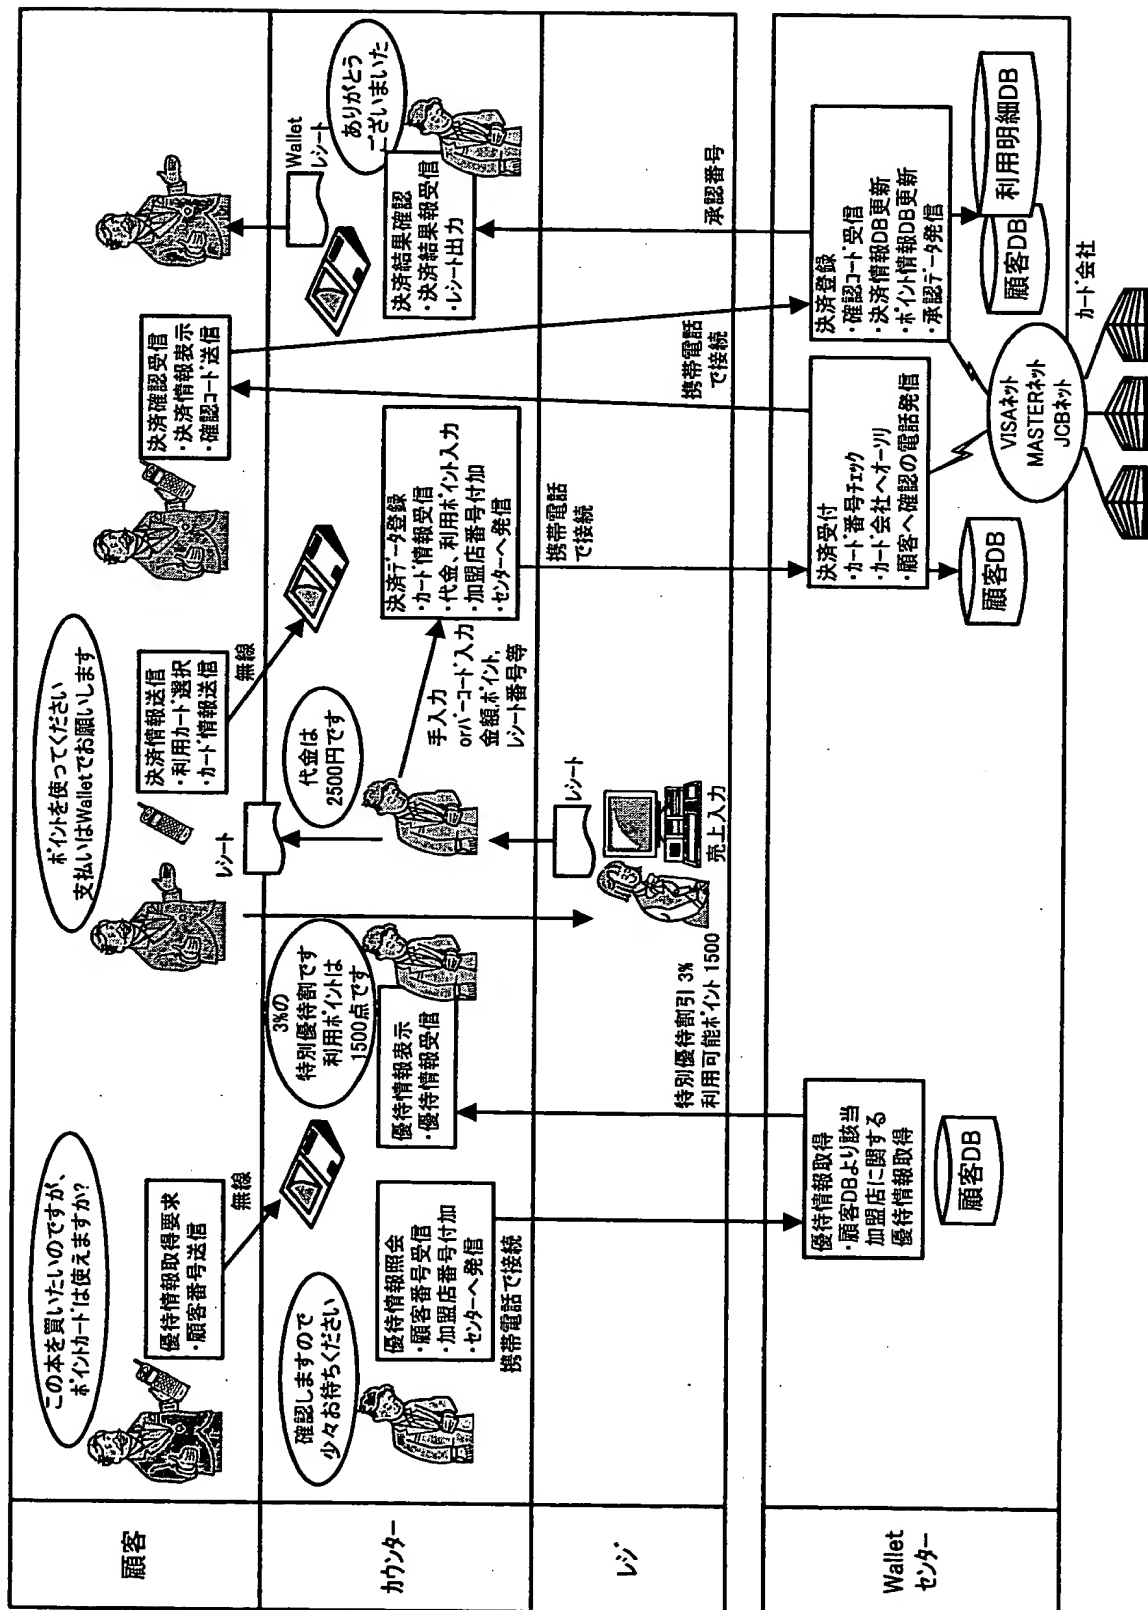 顧客
この本を買いたいのですが、
ポイントカードは使えますか?
優待情報取得要求
・顧客番号送信
無線
ポイントを使ってください
支払いはWalletでお願いします
レシート
決済情報送信
・利用カード選択
・カード情報送信
無線
決済確認受信
・決済情報表示
・確認コード送信
カウンター
確認しますので
少々お待ちください
優待情報照会
・顧客番号受信
・加盟店番号付加
・センターへ発信
携帯電話で接続
3%の
特別優待割です
利用ポイントは
1500点です
優待情報表示
・優待情報受信
代金は
2500円です
手入力
orバーコード入力
金額,ポイント,
レシート番号等
決済データ登録
・カード情報受信
・代金、利用ポイント入力
・加盟店番号付加
・センターへ発信
Wallet
レシート
ありがとう
ございまいた
決済結果確認
・決済結果報受信
・レシート出力
レジ
特別優待割引 3%
利用可能ポイント 1500
レシート
売上入力
携帯電話
で接続
携帯電話
で接続
承認番号
Wallet
センター
優待情報取得
・顧客DBより該当
加盟店に関する
優待情報取得
顧客DB
決済受付
・カード番号チェック
・カード会社へオーソリ
・顧客へ確認の電話発信
顧客DB
決済登録
・確認コード受信
・決済情報DB更新
・ポイント情報DB更新
・承認データ発信
顧客DB
利用明細DB
VISAネット
MASTERネット
JCBネット
カード会社